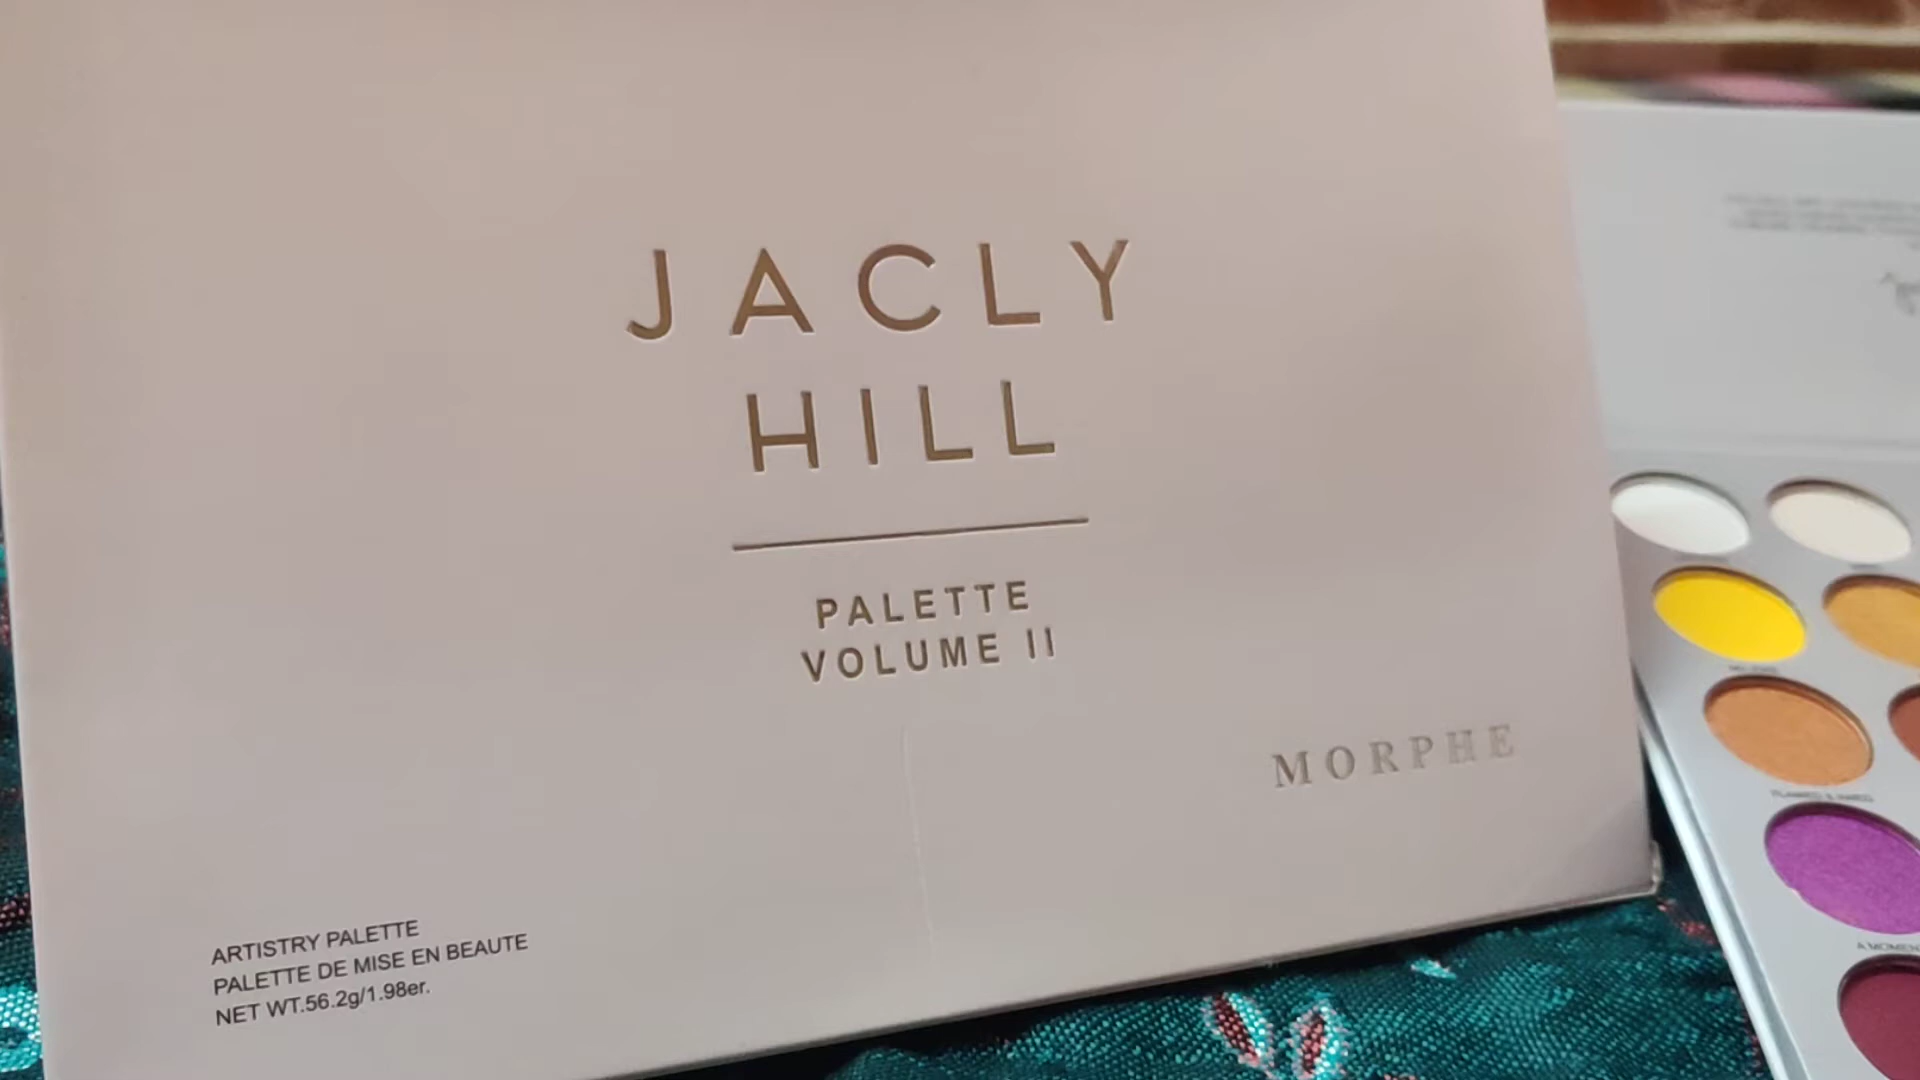 JACLY
HILL
PALETTE
VOLUME II
MORPHE
ARTISTRY PALETTE
PALETTE DE MISE EN BEAUTE
NET WT.56.2g/1.98er.